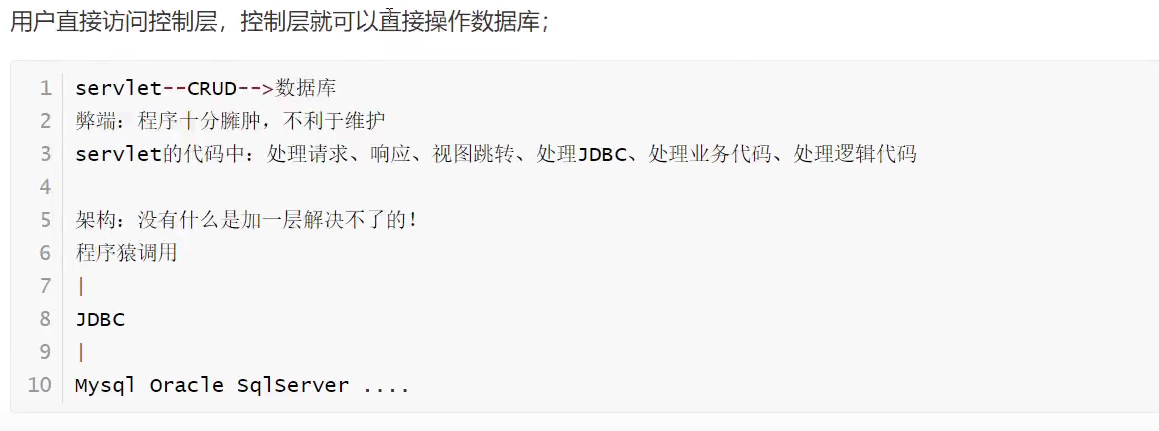 用户直接访问控制层，控制层就可以直接操作数据库；
1 servlet--CRUD-->数据库
2 弊端：程序十分臃肿，不利于维护
3 servlet的代码中：处理请求、响应、视图跳转、处理JDBC、处理业务代码、处理逻辑代码
4
5 架构：没有什么是加一层解决不了的！
6 程序猿调用
7 |
8 JDBC
9 |
10 Mysql Oracle SqlServer ....